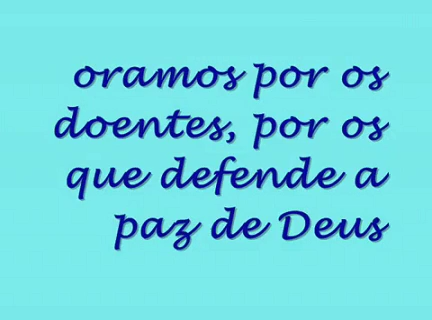 oramos por os
doentes, por os
que defende a
paz de Deus